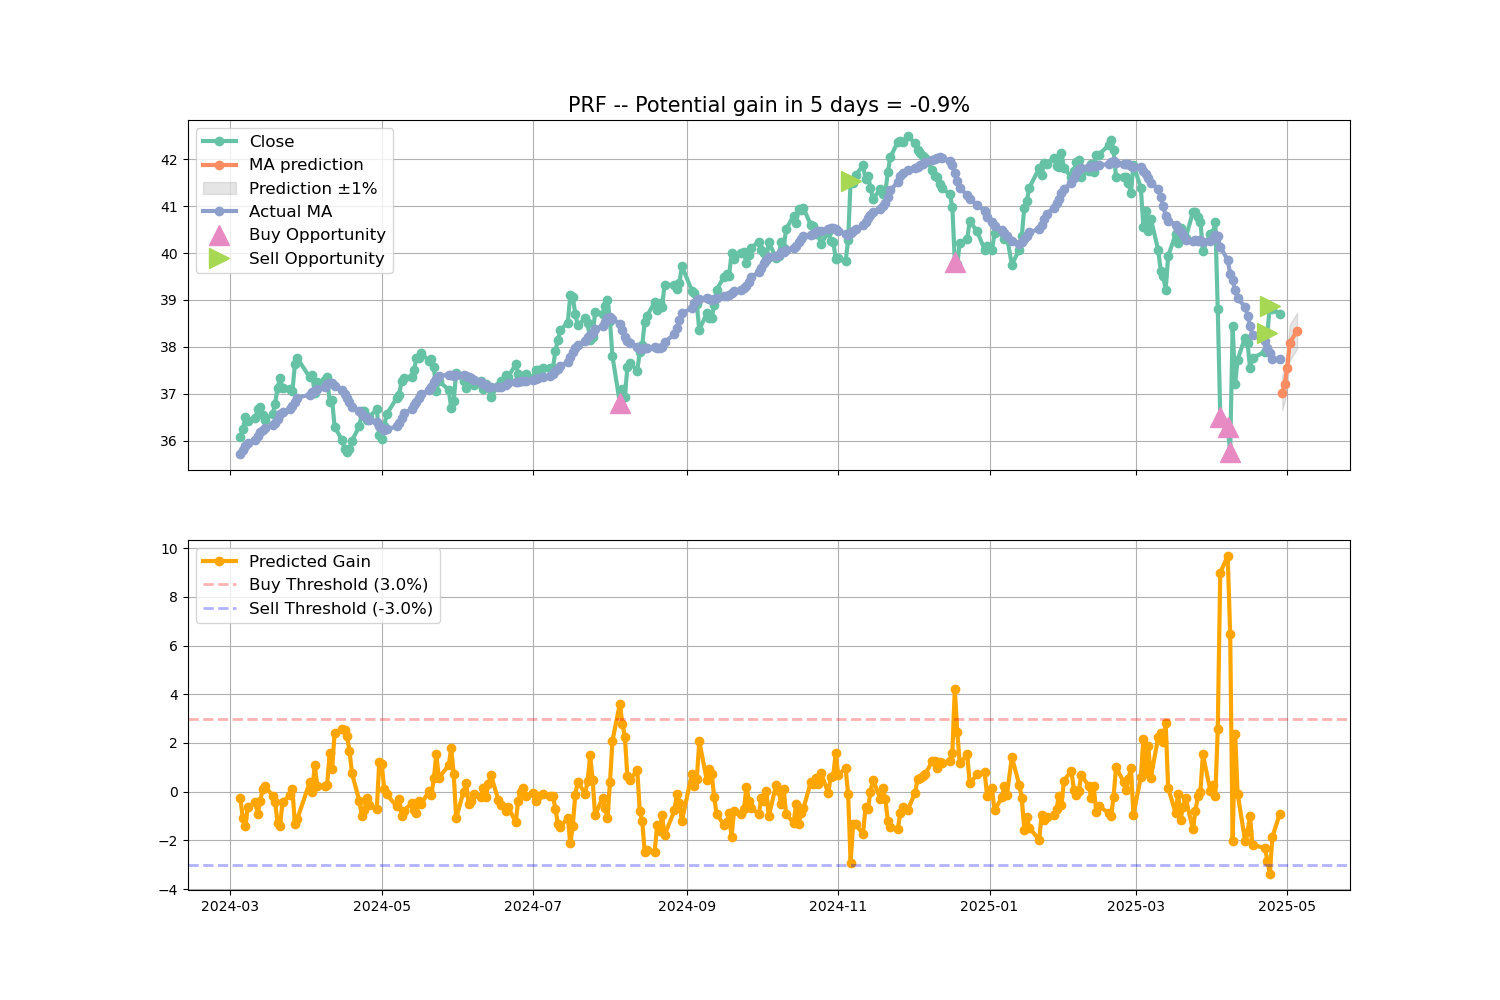 PRF -- Potential gain in 5 days = -0.9%
Close
MA prediction
Prediction ±1%
Actual MA
Buy Opportunity
Sell Opportunity
42
41
40
39
38
37
36
Predicted Gain
Buy Threshold (3.0%)
Sell Threshold (-3.0%)
10
8
6
4
2
0
−2
−4
2024-03
2024-05
2024-07
2024-09
2024-11
2025-01
2025-03
2025-05